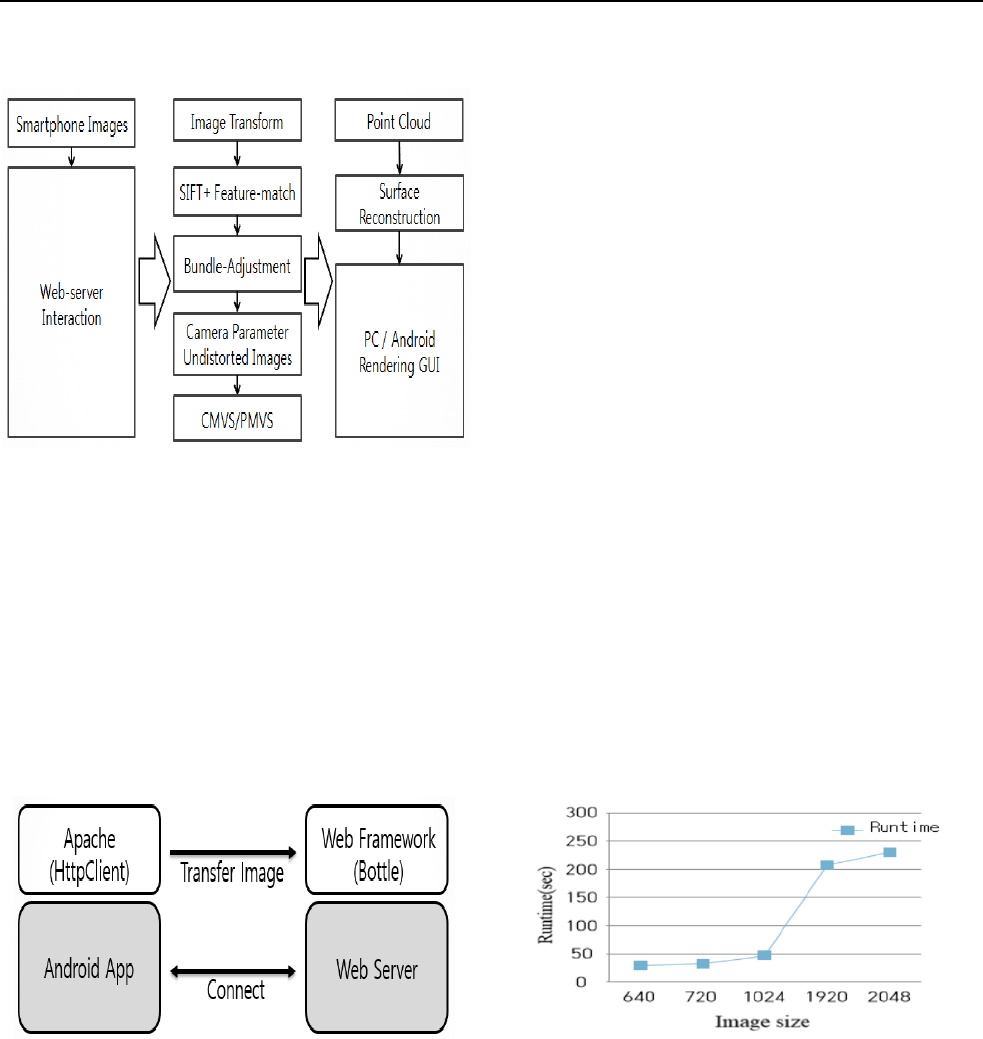 Smartphone Images
Web-server
Interaction
Image Transform
SIFT+ Feature-match
Bundle-Adjustment
Camera Parameter
Undistorted Images
CMVS/PMVS
Point Cloud
Surface
Reconstruction
PC / Android
Rendering GUI
Apache
(HttpClient)
Transfer Image
Web Framework
(Bottle)
Android App
Connect
Web Server
300
250
200
150
100
50
0
Runtime(sec)
Runtime
640 720 1024 1920 2048
Image size